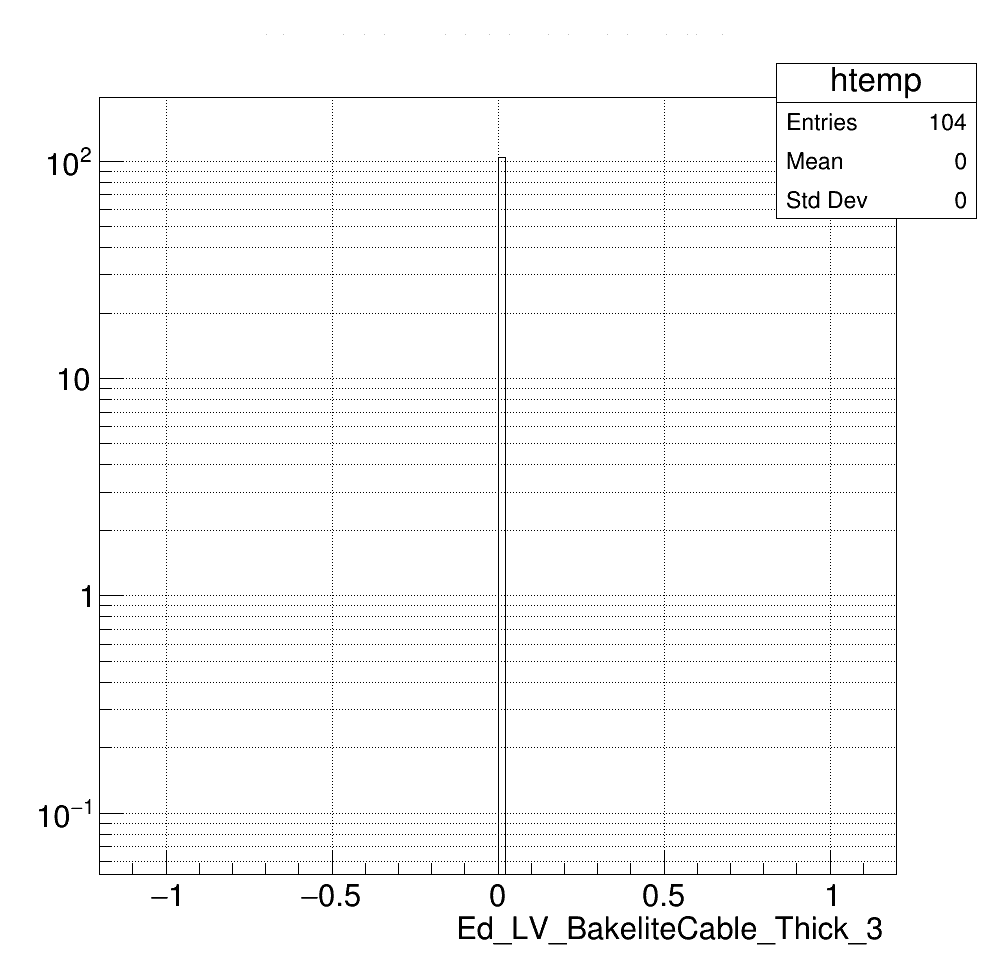 htemp
Entries 104
Mean 0
Std Dev 0
10²
10
1
10⁻¹
−1 −0.5 0 0.5 1
Ed_LV_BakeliteCable_Thick_3